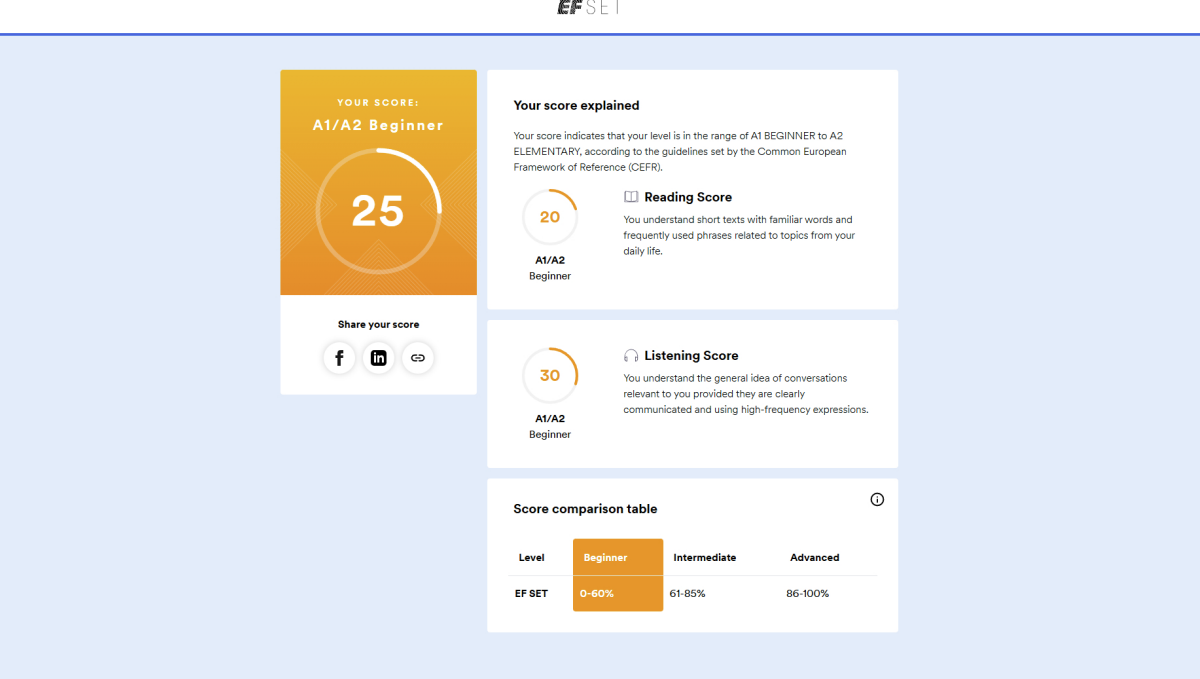 EFSET
YOUR SCORE:
A1/A2 Beginner
25
Share your score
Your score explained
Your score indicates that your level is in the range of A1 BEGINNER to A2
ELEMENTARY, according to the guidelines set by the Common European
Framework of Reference (CEFR).
20
A1/A2
Beginner
Reading Score
You understand short texts with familiar words and
frequently used phrases related to topics from your
daily life.
30
A1/A2
Beginner
Listening Score
You understand the general idea of conversations
relevant to you provided they are clearly
communicated and using high-frequency expressions.
Score comparison table
Level Beginner Intermediate Advanced
EF SET 0-60% 61-85% 86-100%